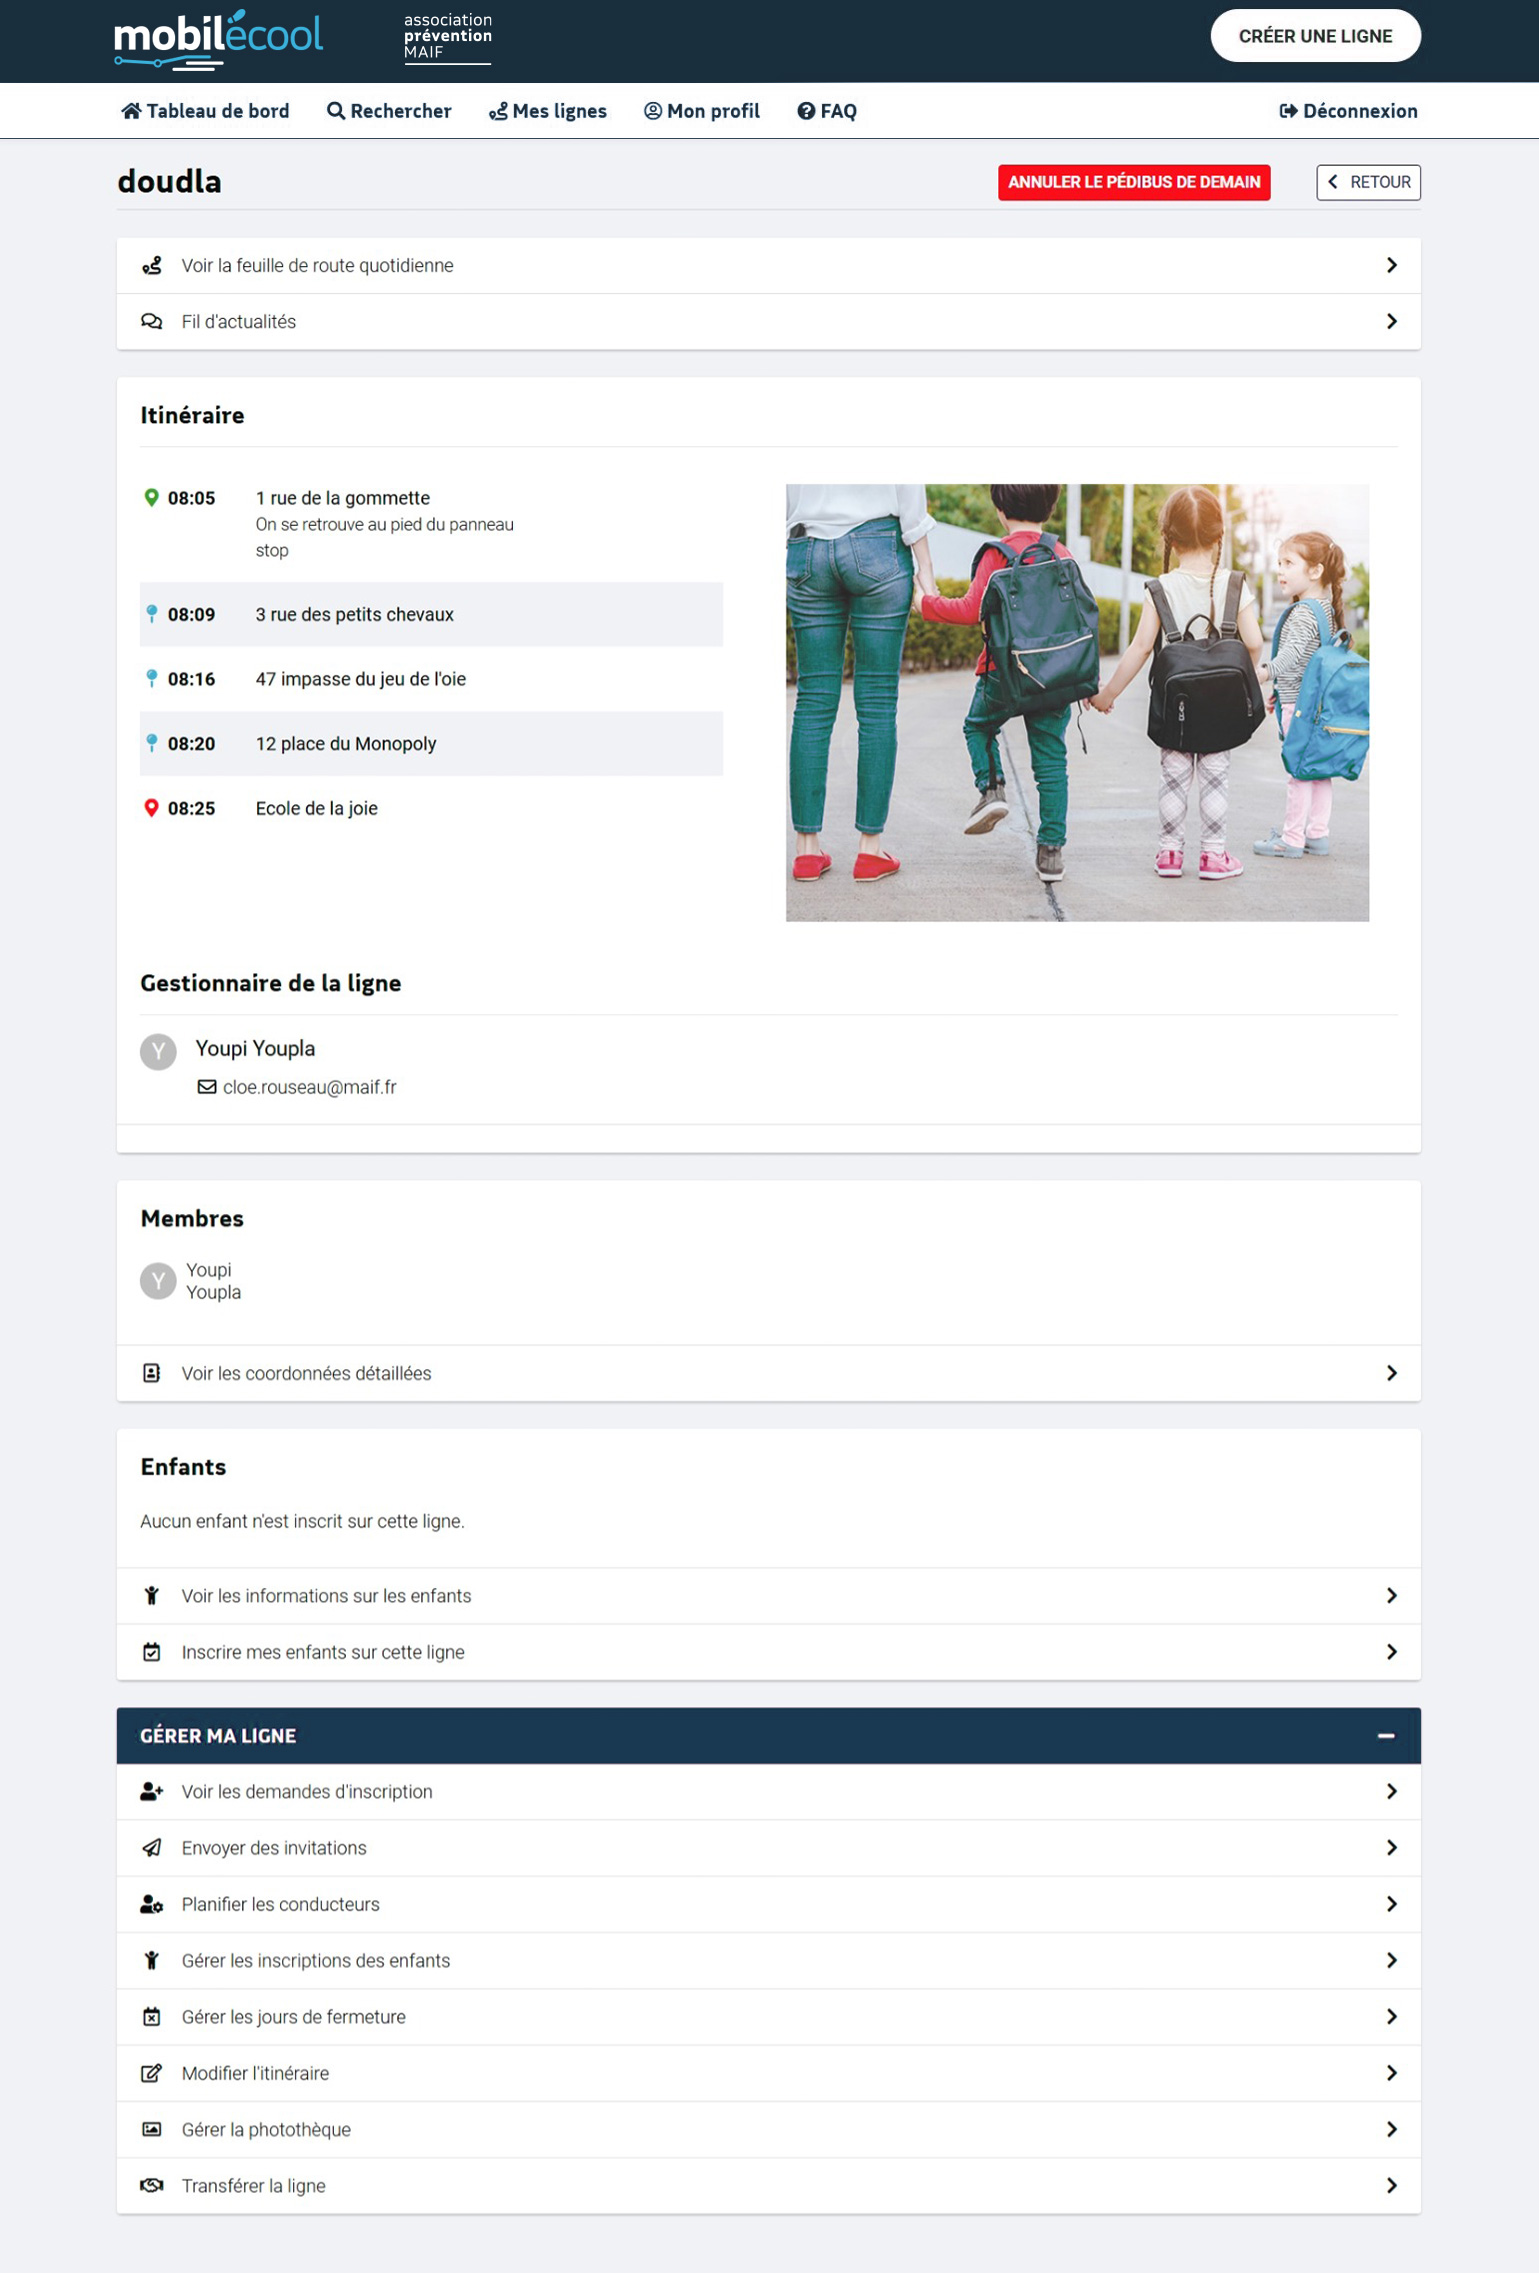 mobilécool
association
prévention
MAIF
CRÉER UNE LIGNE
Tableau de bord
Rechercher
Mes lignes
Mon profil
FAQ
Déconnexion
doudla
ANNULER LE PÉDIBUS DE DEMAIN
RETOUR
Voir la feuille de route quotidienne
Fil d'actualités
Itinéraire
08:05 1 rue de la gommette
On se retrouve au pied du panneau
stop
08:09 3 rue des petits chevaux
08:16 47 impasse du jeu de l'oie
08:20 12 place du Monopoly
08:25 Ecole de la joie
Gestionnaire de la ligne
Y
Youpi Youpla
cloe.rouseau@maif.fr
Membres
Y
Youpi
Youpla
Voir les coordonnées détaillées
Enfants
Aucun enfant n'est inscrit sur cette ligne.
Voir les informations sur les enfants
Inscrire mes enfants sur cette ligne
GÉRER MA LIGNE
Voir les demandes d'inscription
Envoyer des invitations
Planifier les conducteurs
Gérer les inscriptions des enfants
Gérer les jours de fermeture
Modifier l'itinéraire
Gérer la photothèque
Transférer la ligne